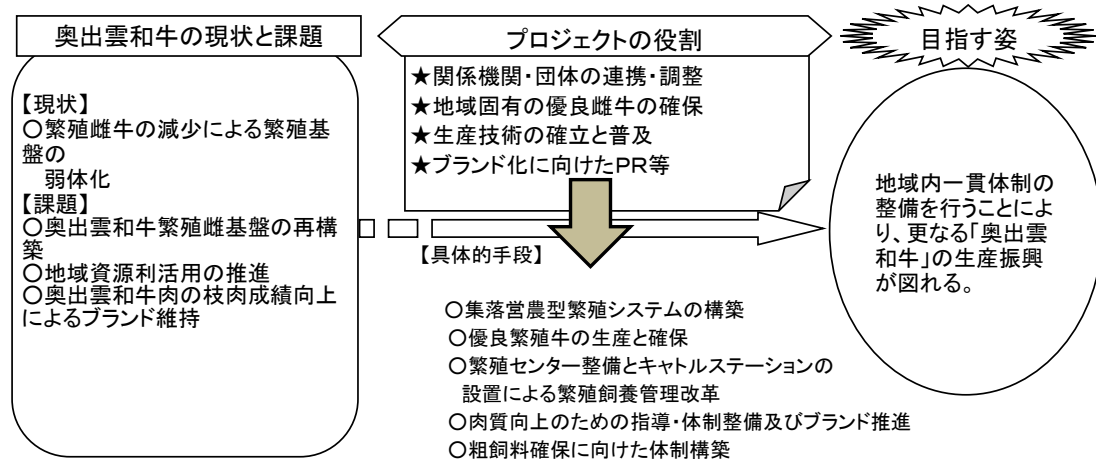 奥出雲和牛の現状と課題
【現状】
○繁殖雌牛の減少による繁殖基
盤の
弱体化
【課題】
○奥出雲和牛繁殖雌基盤の再構
築
○地域資源利活用の推進
○奥出雲和牛肉の枝肉成績向上
によるブランド維持
プロジェクトの役割
★関係機関・団体の連携・調整
★地域固有の優良雌牛の確保
★生産技術の確立と普及
★ブランド化に向けたPR等
【具体的手段】
○集落営農型繁殖システムの構築
○優良繁殖牛の生産と確保
○繁殖センター整備とキャトルステーションの
設置による繁殖飼養管理改革
○肉質向上のための指導・体制整備及びブランド推進
○粗飼料確保に向けた体制構築
目指す姿
地域内一貫体制の
整備を行うことによ
り、更なる「奥出雲
和牛」の生産振興
が図れる。